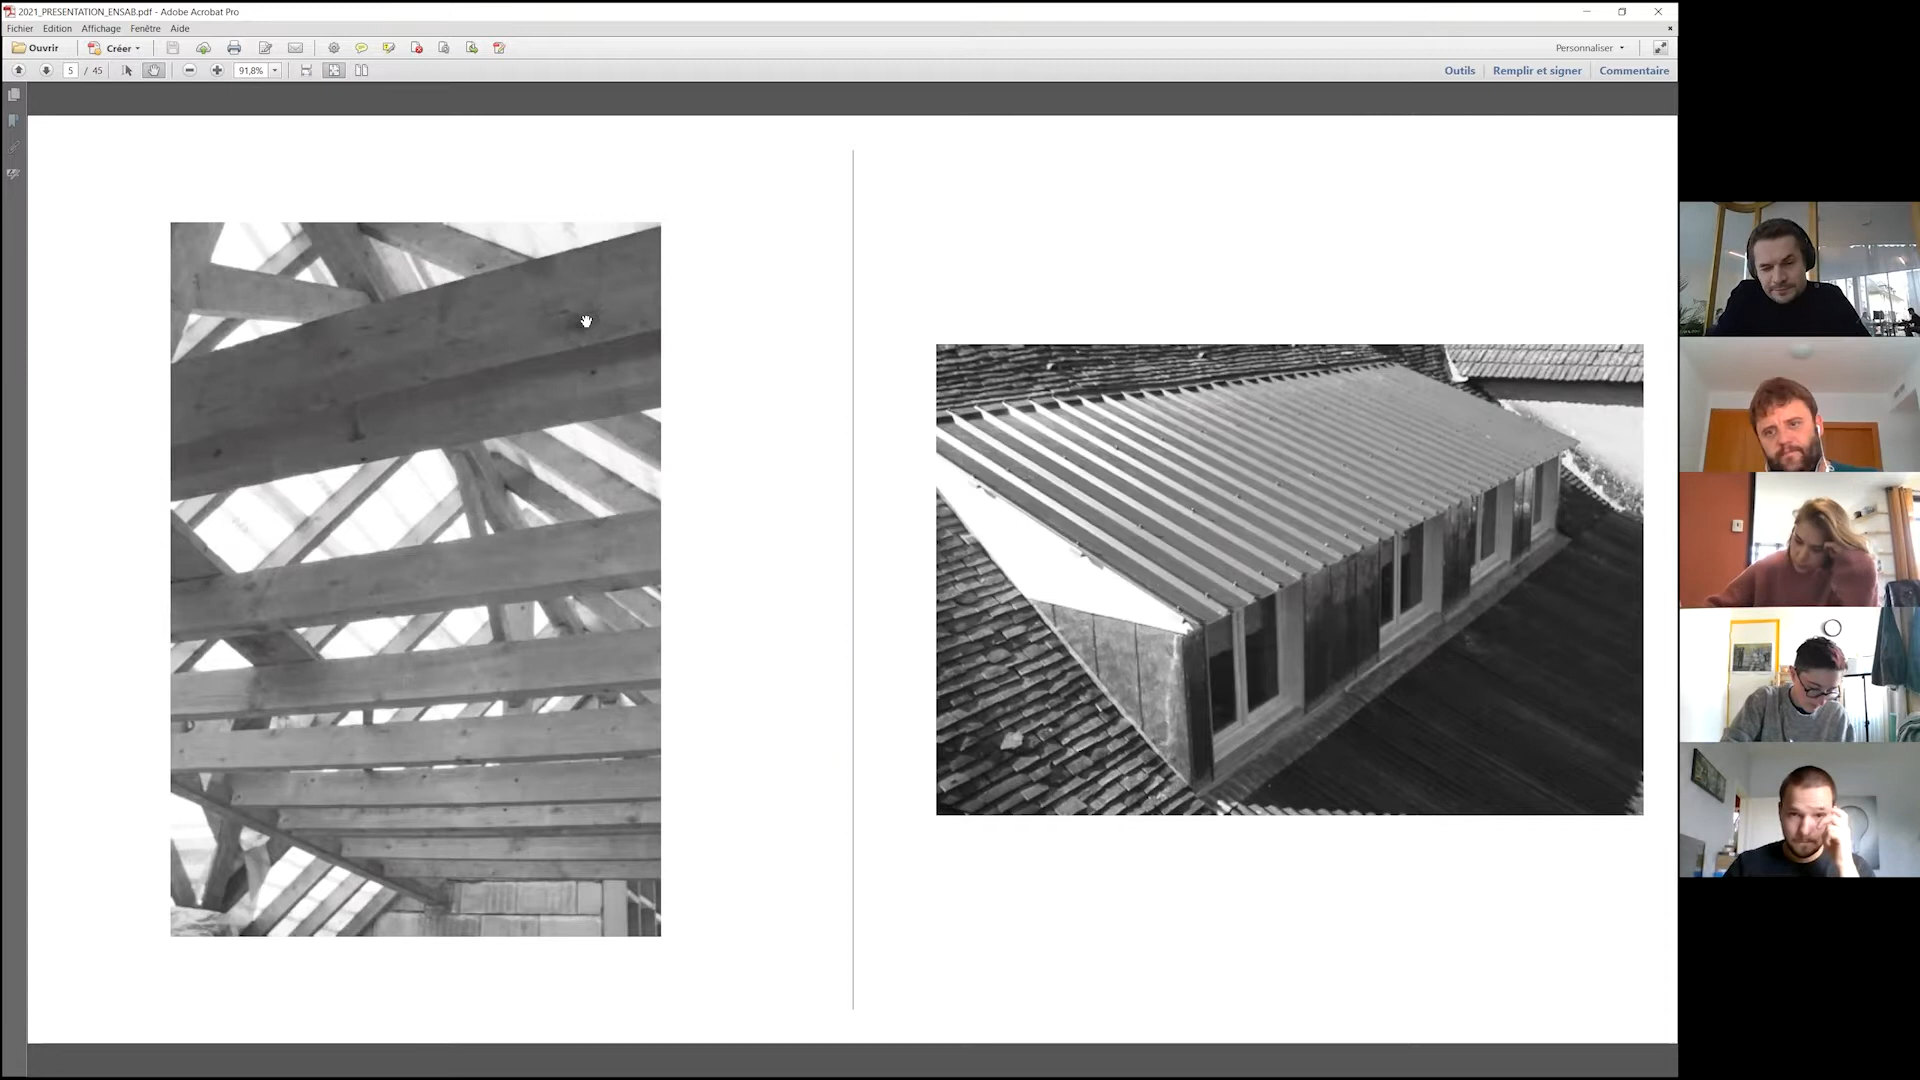 2021_PRESENTATION_ENSAB.pdf - Adobe Acrobat Pro
Fichier Edition Affichage Fenêtre Aide
Ouvrir Créer Personnaliser
5 / 45 91,8% Outils Remplir et signer Commentaire